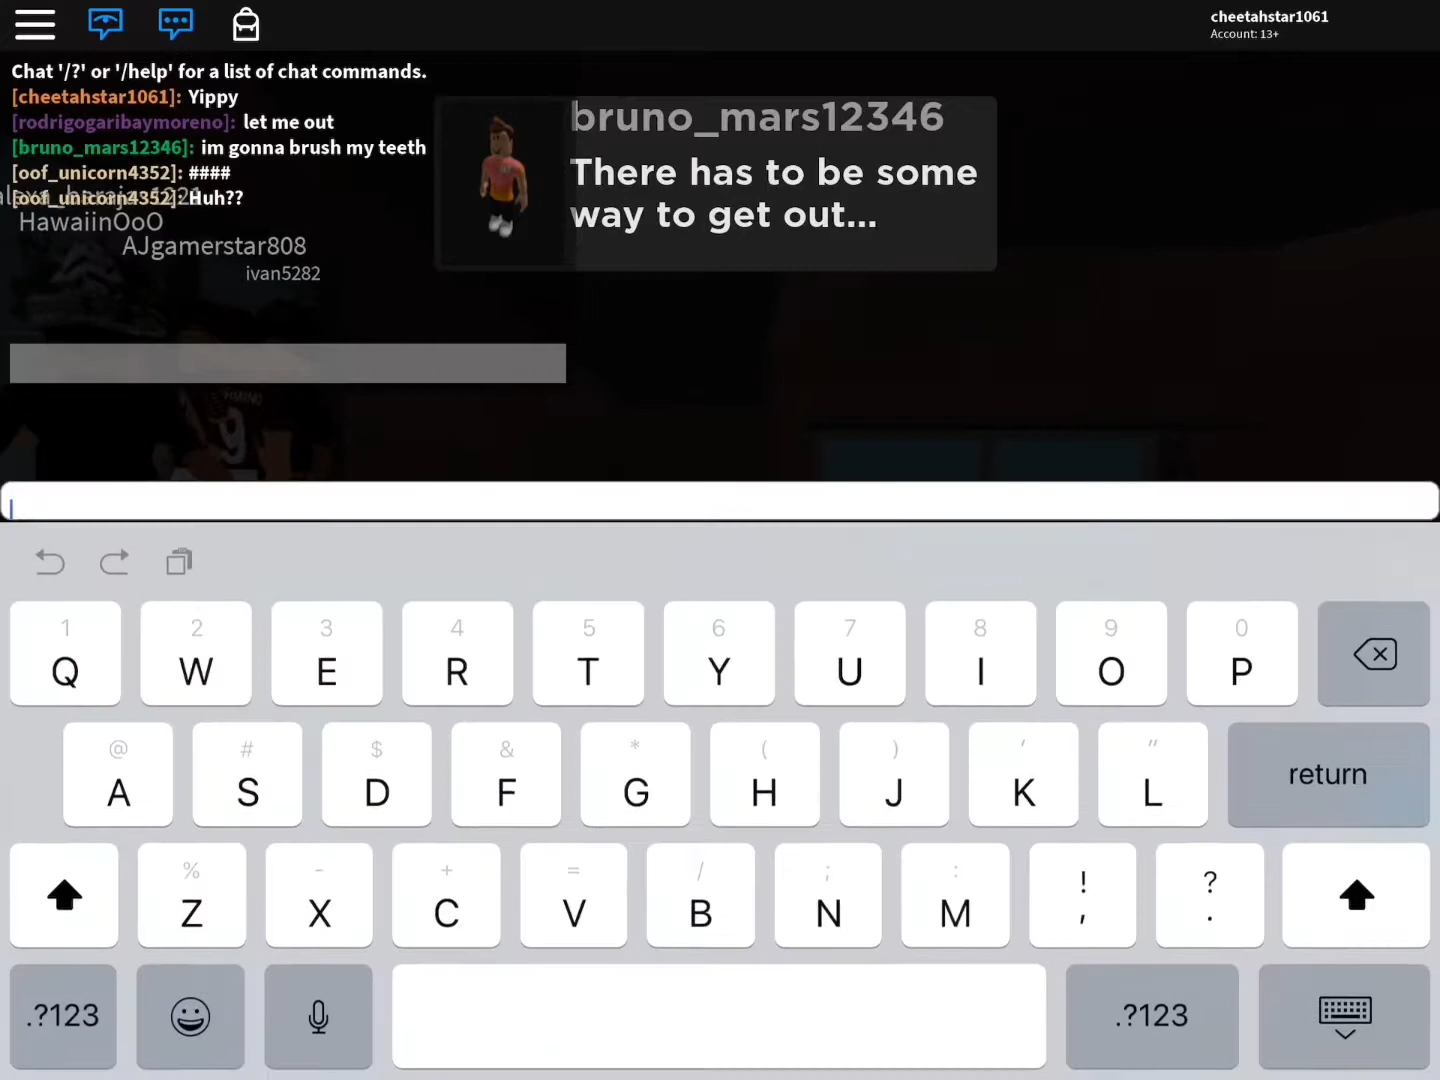 cheetahstar1061
Account: 13+
Chat '/?' or '/help' for a list of chat commands.
[cheetahstar1061]: Yippy
[rodrigogaribaymoreno]: let me out
[bruno_mars12346]: im gonna brush my teeth
[oof_unicorn4352]: ####
[oof_unicorn4352]: Huh??
HawaiinOoO
AJgamerstar808
ivan5282
bruno_mars12346
There has to be some
way to get out...
9
1 2 3 4 5 6 7 8 9 0
Q W E R T Y U I O P
@ # $ & * ( ) ' "
A S D F G H J K L return
% - + = / ; : ! ?
Z X C V B N M , .
.?123 .?123